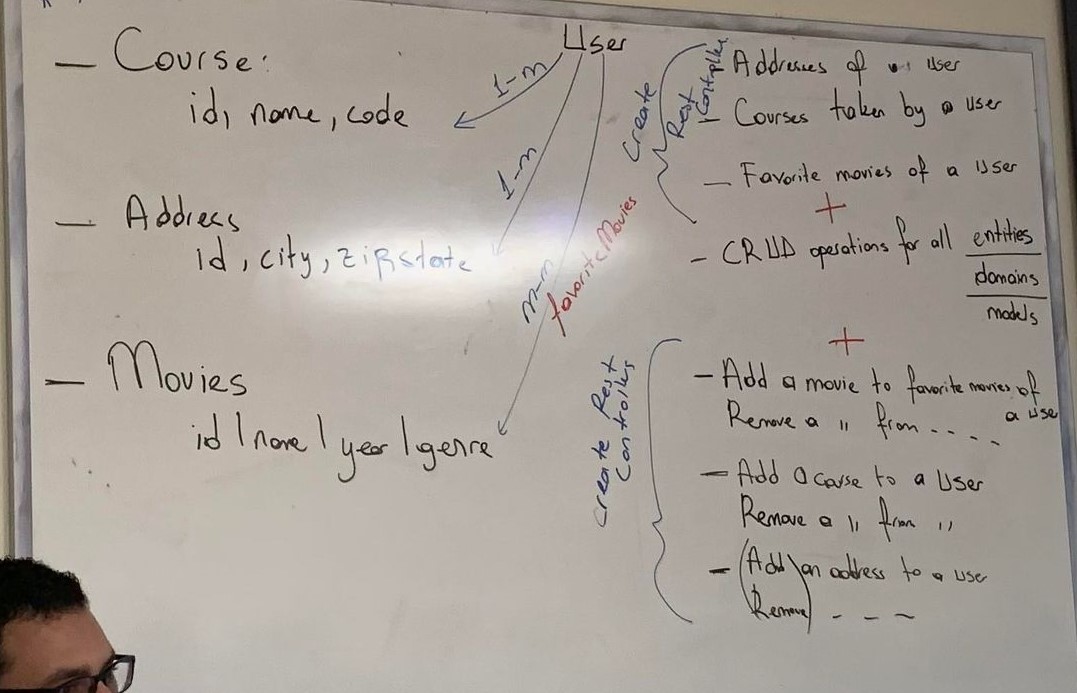 — Course:
id, name, code
— Address
id, city, zip, state
— Movies
id | name | year | genre
User
1-m
1-m
m-m
favorite Movies
Create Rest Controller
Addresses of user
— Courses taken by a user
— Favorite movies of a user
+
— CRUD operations for all entities
domains
models
+
Create Rest Controller
— Add a movie to favorite movies of a user
Remove a " from - - - -
— Add a course to a user
Remove a " from "
— (Add) an address to a user
(Remove) - - -